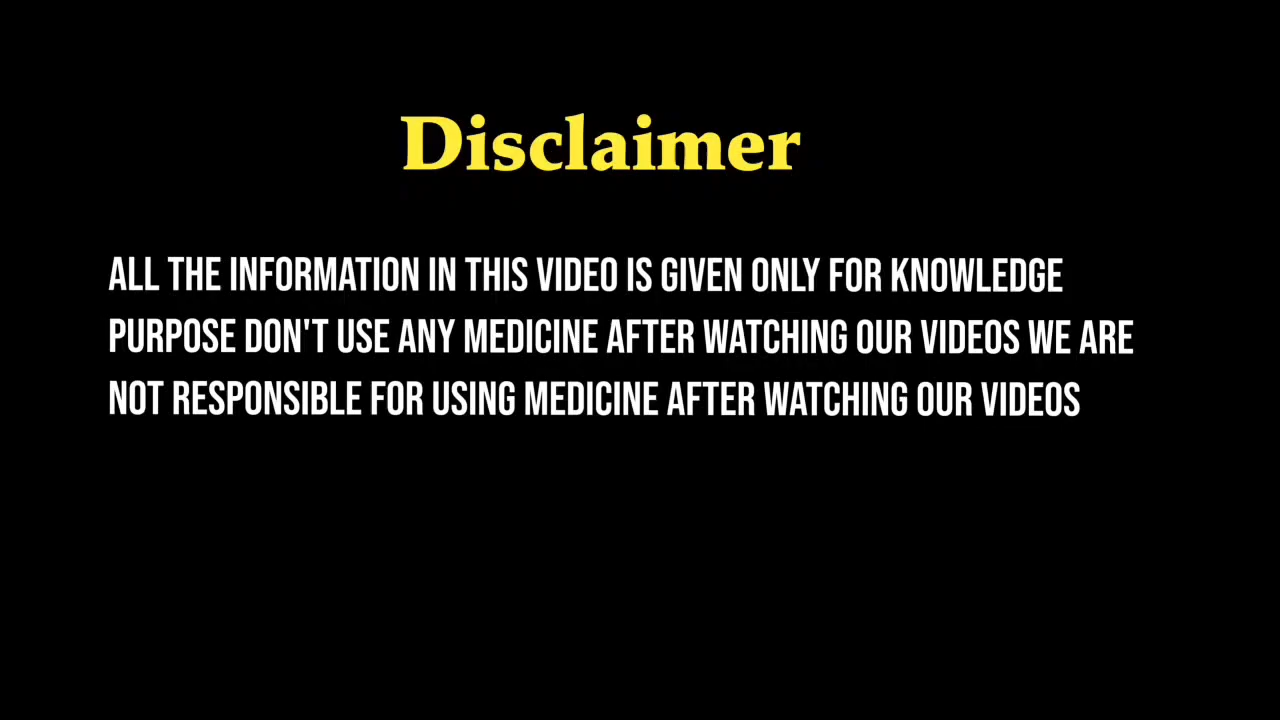 Disclaimer
ALL THE INFORMATION IN THIS VIDEO IS GIVEN ONLY FOR KNOWLEDGE
PURPOSE DON'T USE ANY MEDICINE AFTER WATCHING OUR VIDEOS WE ARE
NOT RESPONSIBLE FOR USING MEDICINE AFTER WATCHING OUR VIDEOS